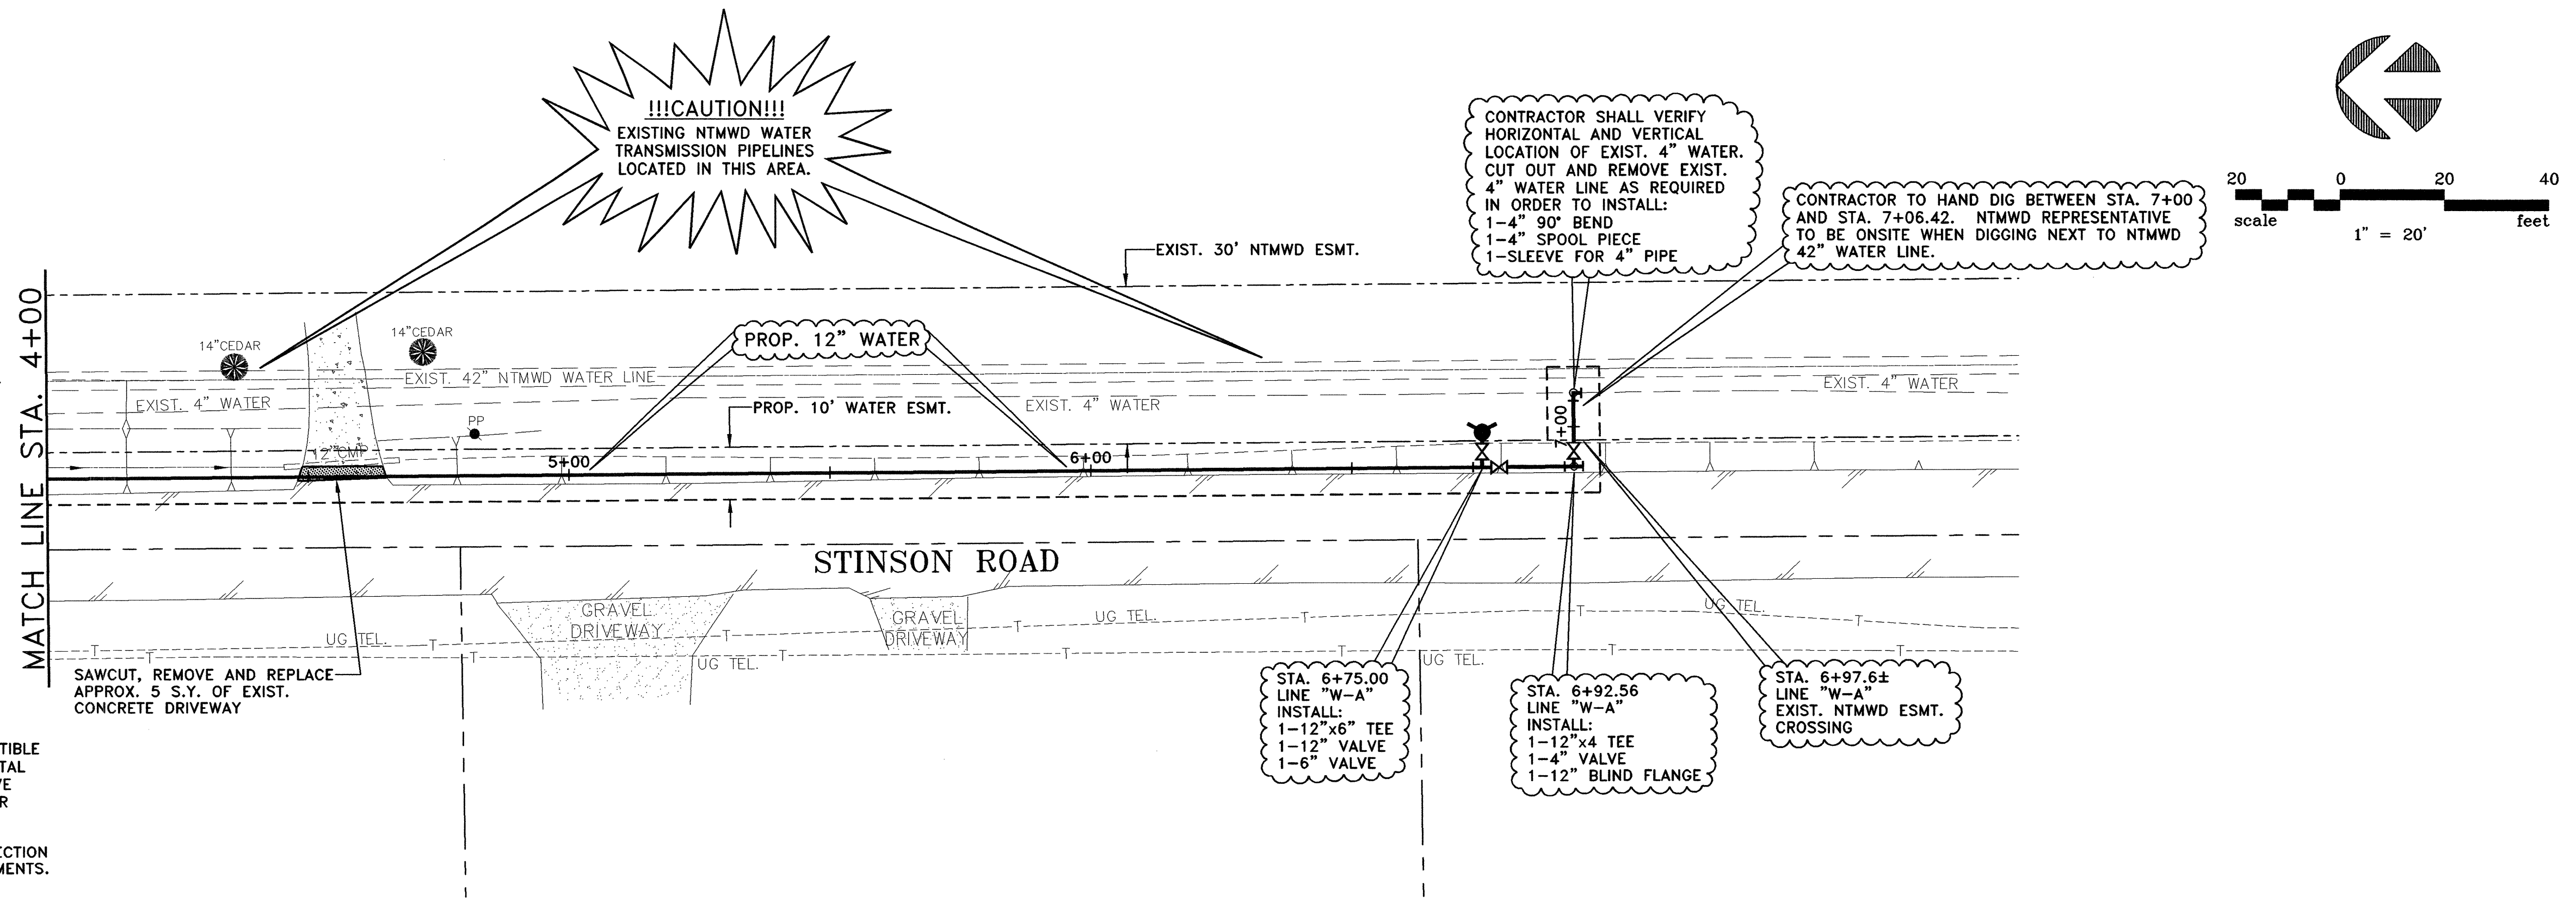 !!!CAUTION!!!
EXISTING NTMWD WATER
TRANSMISSION PIPELINES
LOCATED IN THIS AREA.
CONTRACTOR SHALL VERIFY
HORIZONTAL AND VERTICAL
LOCATION OF EXIST. 4" WATER.
CUT OUT AND REMOVE EXIST.
4" WATER LINE AS REQUIRED
IN ORDER TO INSTALL:
1-4" 90° BEND
1-4" SPOOL PIECE
1-SLEEVE FOR 4" PIPE
CONTRACTOR TO HAND DIG BETWEEN STA. 7+00
AND STA. 7+06.42. NTMWD REPRESENTATIVE
TO BE ONSITE WHEN DIGGING NEXT TO NTMWD
42" WATER LINE.
20 0 20 40
scale feet
1" = 20'
EXIST. 30' NTMWD ESMT.
MATCH LINE STA. 4+00
14"CEDAR
14"CEDAR
PROP. 12" WATER
EXIST. 42" NTMWD WATER LINE
EXIST. 4" WATER
EXIST. 4" WATER
EXIST. 4" WATER
PROP. 10' WATER ESMT.
PP
12"CMP
5+00
6+00
7+00
STINSON ROAD
GRAVEL
DRIVEWAY
GRAVEL
DRIVEWAY
UG TEL.
UG TEL.
UG TEL.
UG TEL.
UG TEL.
T T T T T T T
T T T T T T T T
SAWCUT, REMOVE AND REPLACE
APPROX. 5 S.Y. OF EXIST.
CONCRETE DRIVEWAY
STA. 6+75.00
LINE "W-A"
INSTALL:
1-12"x6" TEE
1-12" VALVE
1-6" VALVE
STA. 6+92.56
LINE "W-A"
INSTALL:
1-12"x4 TEE
1-4" VALVE
1-12" BLIND FLANGE
STA. 6+97.6±
LINE "W-A"
EXIST. NTMWD ESMT.
CROSSING
TIBLE
TAL
VE
R
ECTION
MENTS.